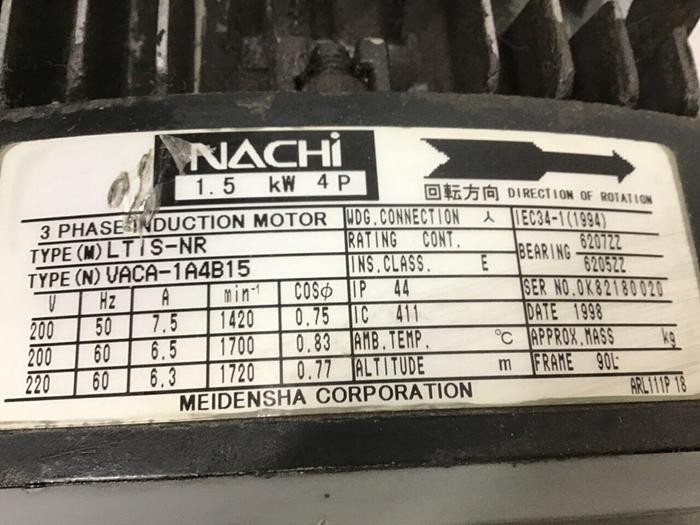 NACHi
1.5 kW 4P
回転方向 DIRECTION OF ROTATION
3 PHASE INDUCTION MOTOR
TYPE (M) LTIS-NR
TYPE (N) VACA-1A4B15
V Hz A min⁻¹ COSφ
200 50 7.5 1420 0.75
200 60 6.5 1700 0.83
220 60 6.3 1720 0.77
WDG.CONNECTION 人
RATING CONT.
INS.CLASS. E
IP 44
IC 411
AMB.TEMP. ℃
ALTITUDE m
IEC34-1(1994)
BEARING 6207ZZ
6205ZZ
SER NO.0K82180020
DATE 1998
APPROX.MASS kg
FRAME 90L
MEIDENSHA CORPORATION
ARL111P 18